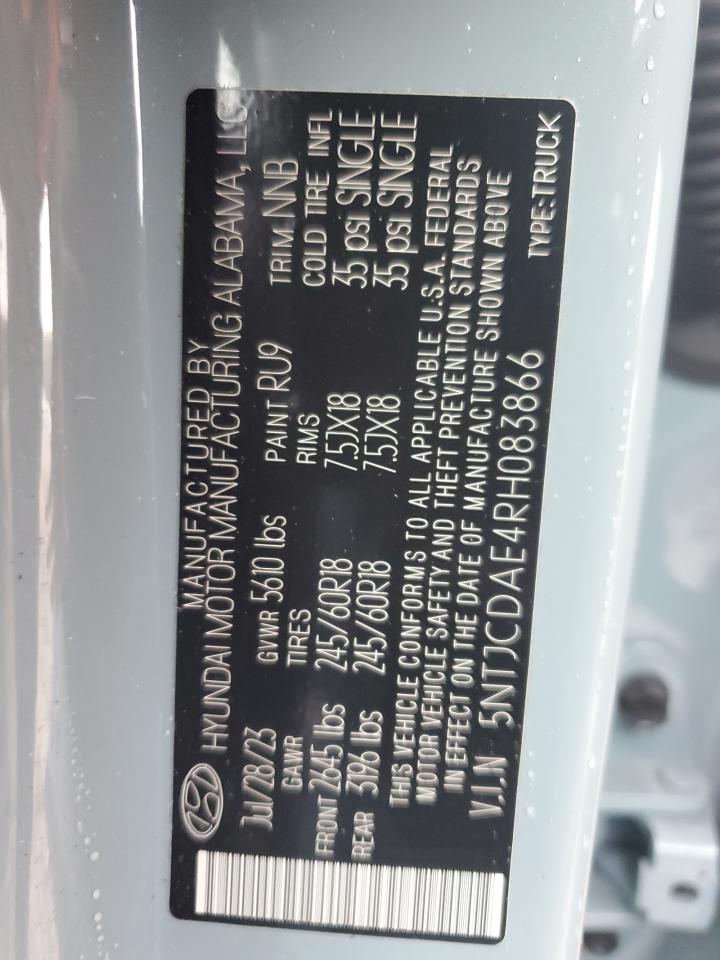 MANUFACTURED BY
HYUNDAI MOTOR MANUFACTURING ALABAMA, LLC
Jul/28/23 GVWR 5610 lbs PAINT RU9 TRIM NNB
GAWR TIRES RIMS COLD TIRE INFL
FRONT 2645 lbs 245/60R18 7.5JX18 35 psi SINGLE
REAR 3196 lbs 245/60R18 7.5JX18 35 psi SINGLE
THIS VEHICLE CONFORMS TO ALL APPLICABLE U.S.A. FEDERAL
MOTOR VEHICLE SAFETY AND THEFT PREVENTION STANDARDS
IN EFFECT ON THE DATE OF MANUFACTURE SHOWN ABOVE
V.I.N 5NTJCDAE4RH083866 TYPE:TRUCK